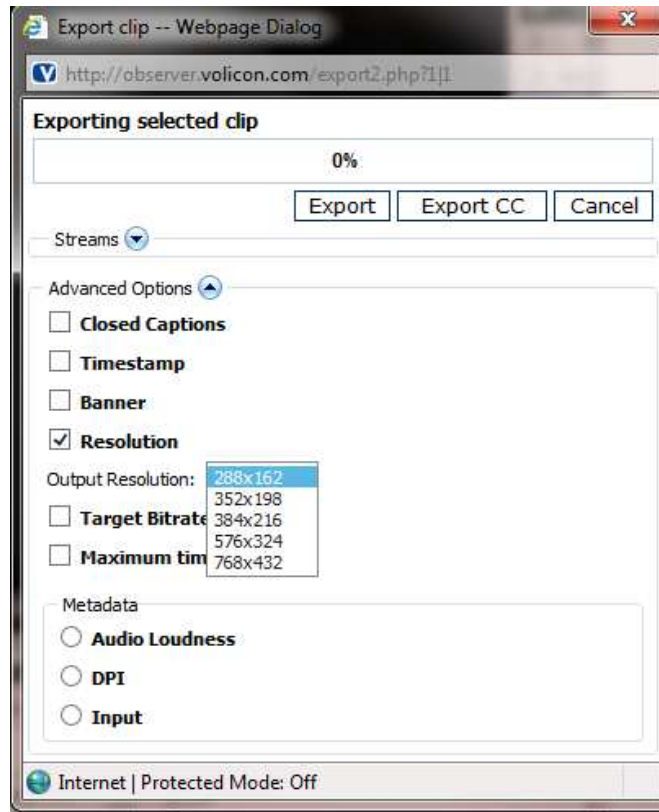 Export clip -- Webpage Dialog
x
http://observer.volicon.com/export2.php?1|1
Exporting selected clip
0%
Export Export CC Cancel
Streams
Advanced Options
Closed Captions
Timestamp
Banner
Resolution
Output Resolution: 288x162
352x198
Target Bitrate 384x216
576x324
Maximum tim 768x432
Metadata
Audio Loudness
DPI
Input
Internet | Protected Mode: Off